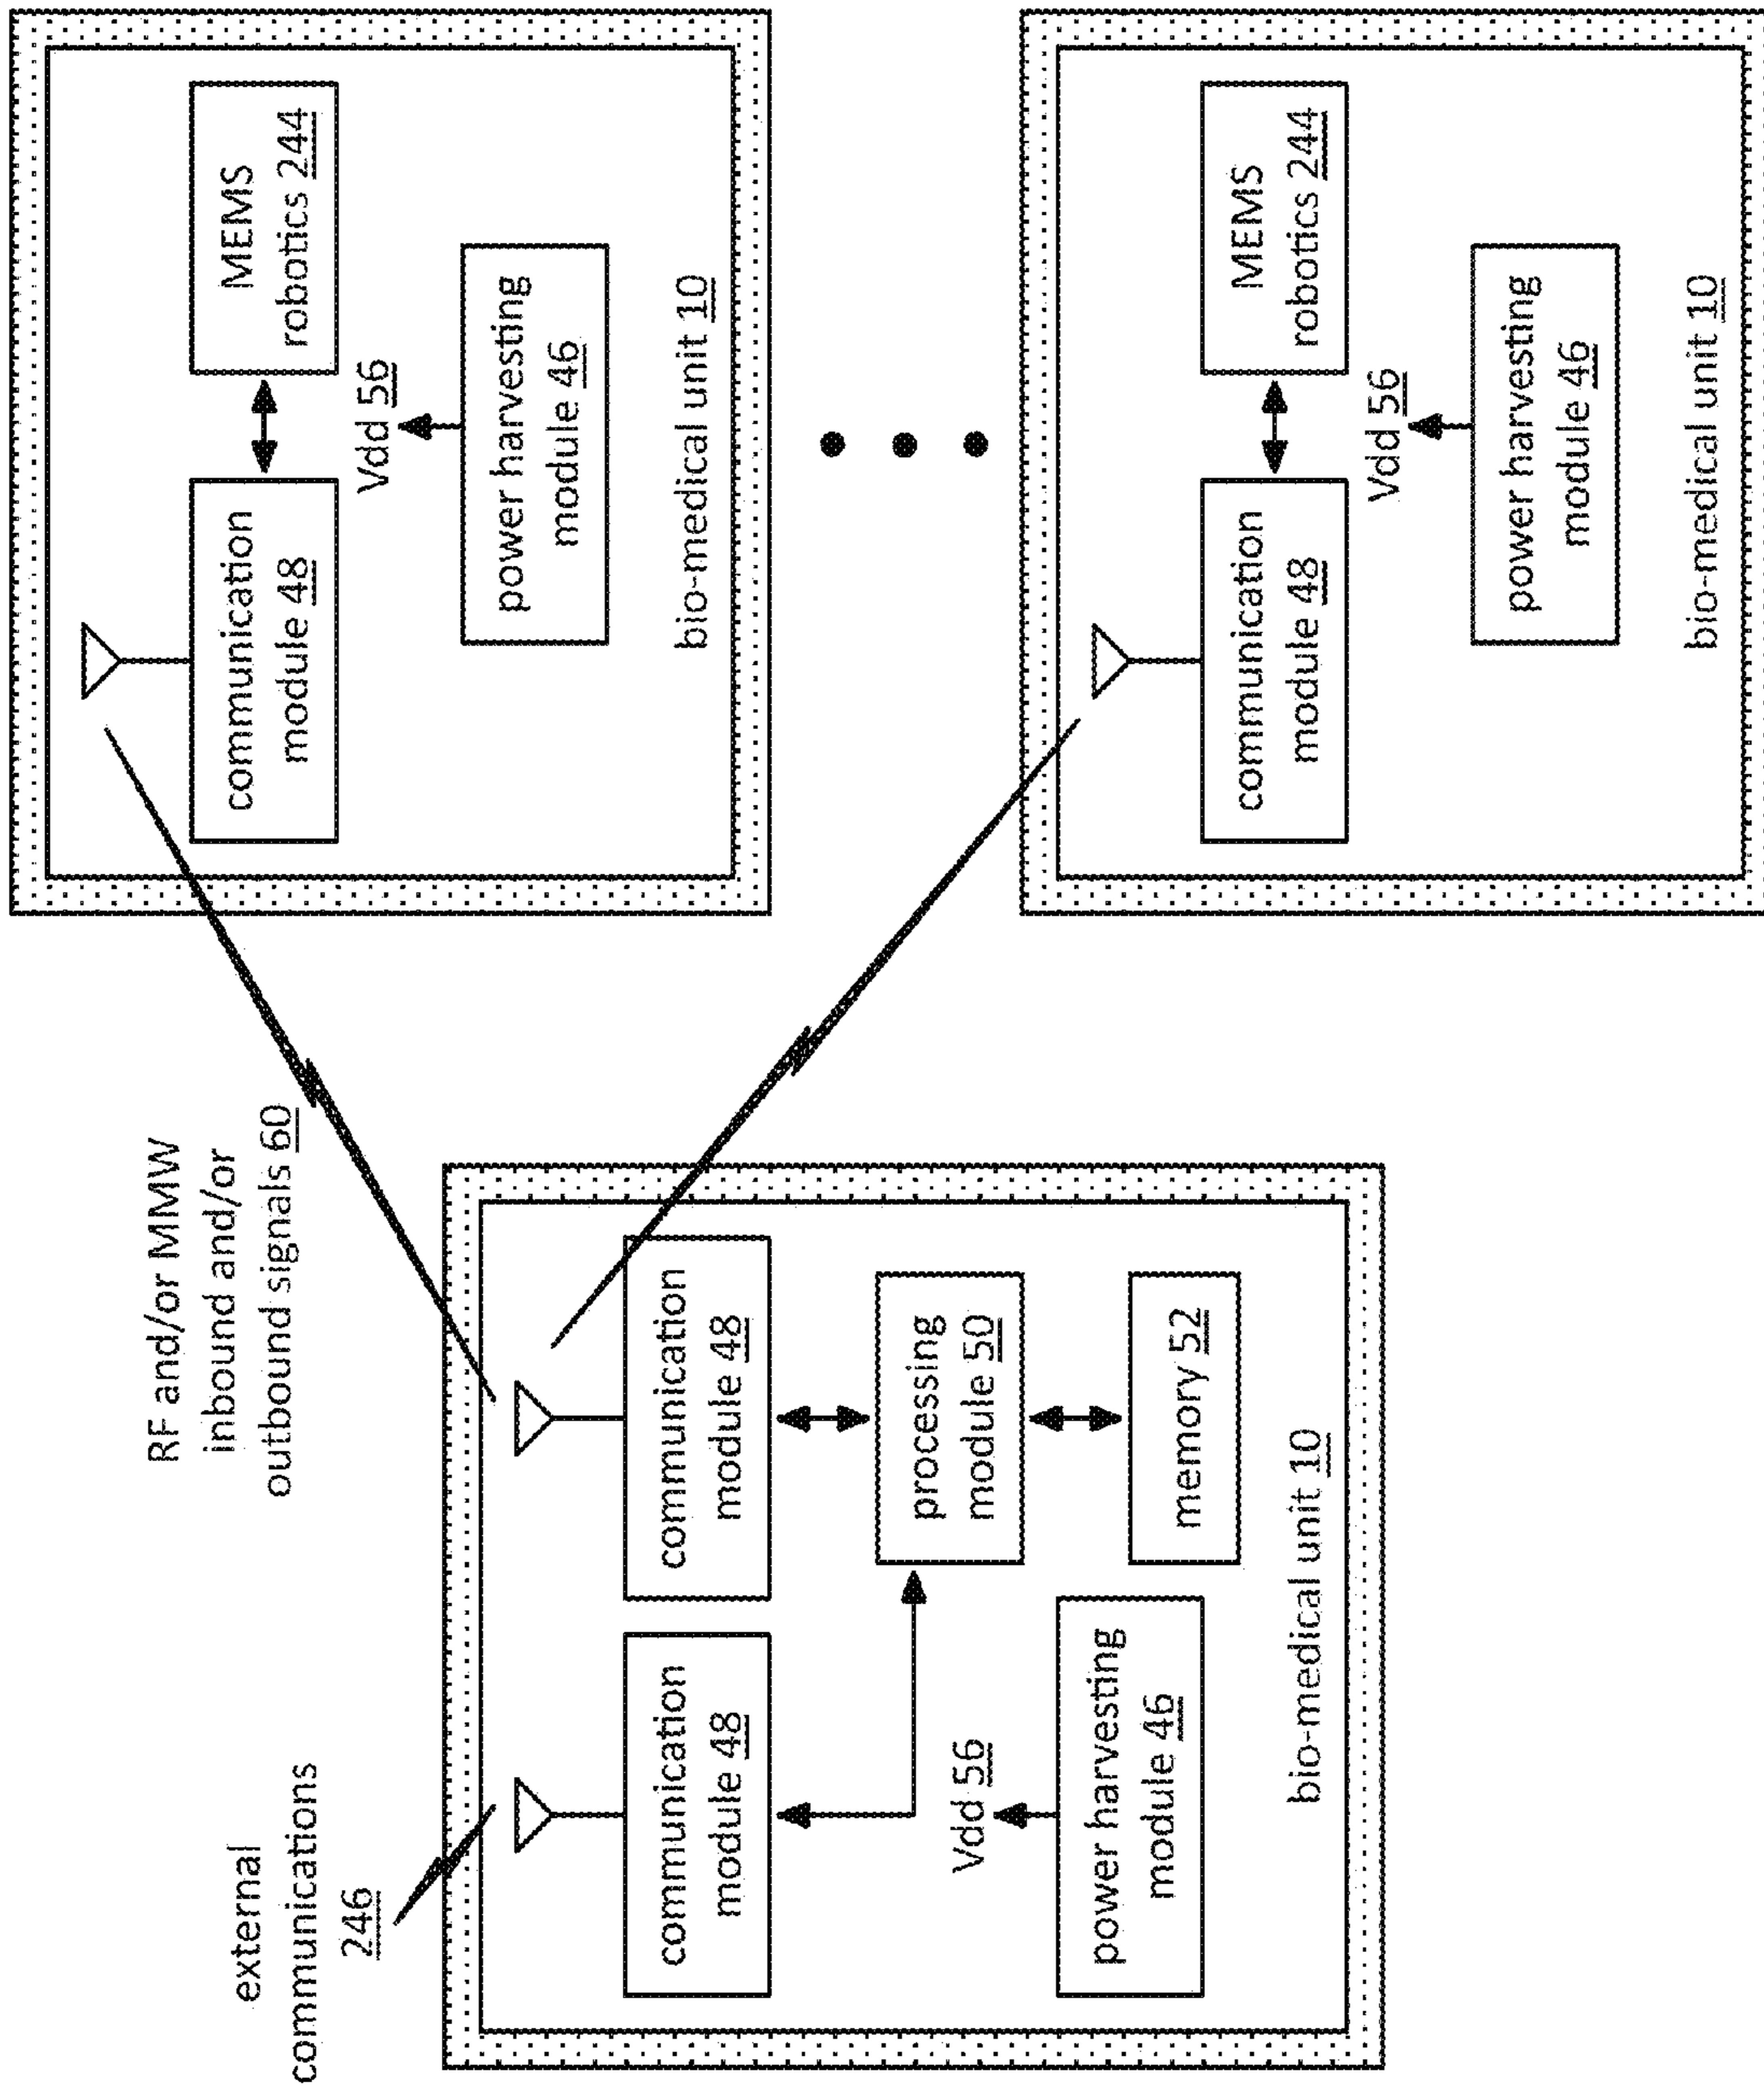 external
communications
246
RF and/or MMW
inbound and/or
outbound signals 60
communication
module 48
communication
module 48
processing
module 50
memory 52
Vdd 56
power harvesting
module 46
bio-medical unit 10
communication
module 48
MEMS
robotics 244
Vdd 56
power harvesting
module 46
bio-medical unit 10
communication
module 48
MEMS
robotics 244
Vdd 56
power harvesting
module 46
bio-medical unit 10